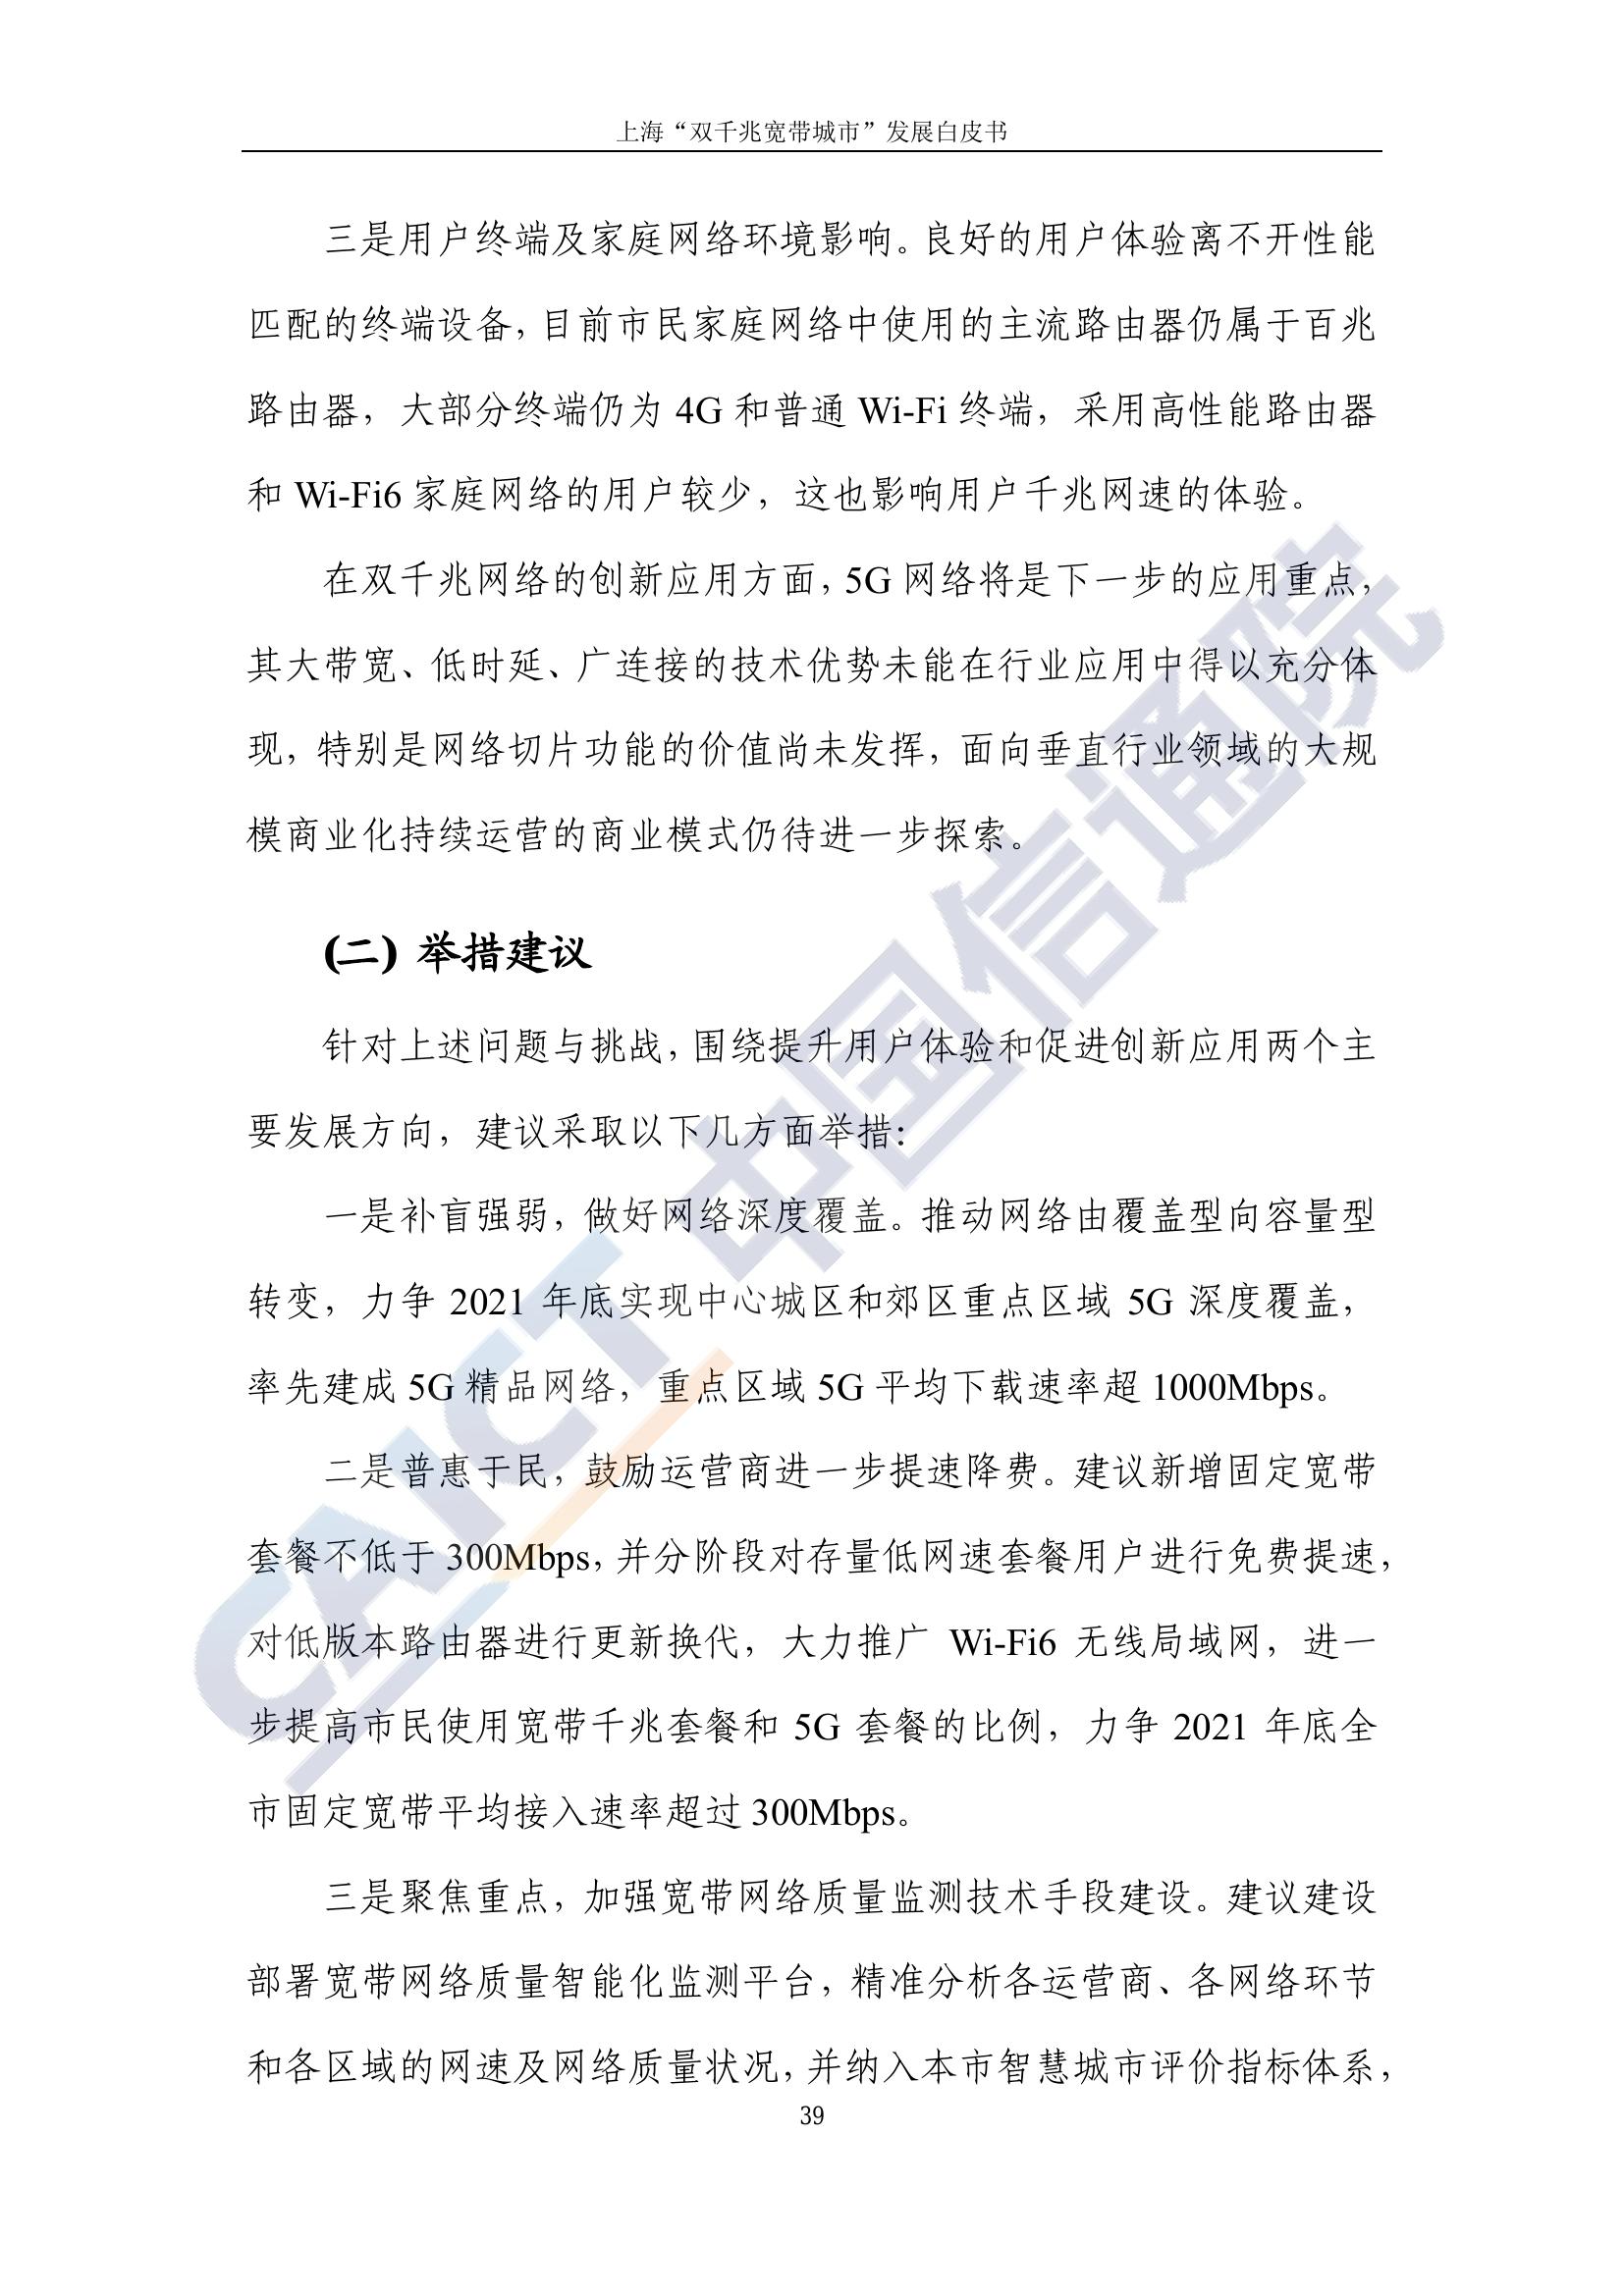 上海“双千兆宽带城市”发展白皮书
三是用户终端及家庭网络环境影响。良好的用户体验离不开性能
匹配的终端设备，目前市民家庭网络中使用的主流路由器仍属于百兆
路由器，大部分终端仍为 4G 和普通 Wi-Fi 终端，采用高性能路由器
和 Wi-Fi6 家庭网络的用户较少，这也影响用户千兆网速的体验。
在双千兆网络的创新应用方面，5G 网络将是下一步的应用重点，
其大带宽、低时延、广连接的技术优势未能在行业应用中得以充分体
现，特别是网络切片功能的价值尚未发挥，面向垂直行业领域的大规
模商业化持续运营的商业模式仍待进一步探索。
(二) 举措建议
针对上述问题与挑战，围绕提升用户体验和促进创新应用两个主
要发展方向，建议采取以下几方面举措：
一是补盲强弱，做好网络深度覆盖。推动网络由覆盖型向容量型
转变，力争 2021 年底实现中心城区和郊区重点区域 5G 深度覆盖，
率先建成 5G 精品网络，重点区域 5G 平均下载速率超 1000Mbps。
二是普惠于民，鼓励运营商进一步提速降费。建议新增固定宽带
套餐不低于 300Mbps，并分阶段对存量低网速套餐用户进行免费提速，
对低版本路由器进行更新换代，大力推广 Wi-Fi6 无线局域网，进一
步提高市民使用宽带千兆套餐和 5G 套餐的比例，力争 2021 年底全
市固定宽带平均接入速率超过 300Mbps。
三是聚焦重点，加强宽带网络质量监测技术手段建设。建议建设
部署宽带网络质量智能化监测平台，精准分析各运营商、各网络环节
和各区域的网速及网络质量状况，并纳入本市智慧城市评价指标体系，
39
CAICT 中国信通院